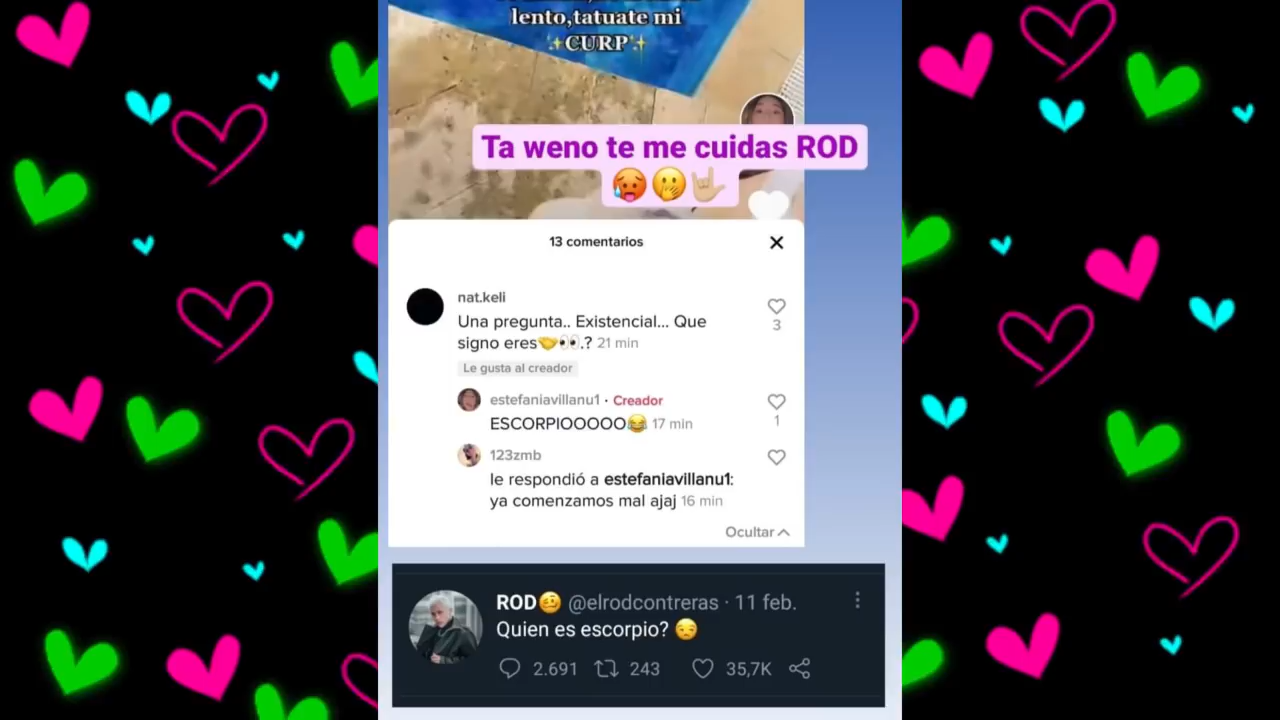 lento,tatuate mi
✨CURP✨
Ta weno te me cuidas ROD
🥵🤭🤟🏼
13 comentarios
nat.keli
Una pregunta.. Existencial... Que
signo eres🤝👀.? 21 min
3
Le gusta al creador
estefaniavillanu1 · Creador
ESCORPIOOOOO😂 17 min
1
123zmb
le respondió a estefaniavillanu1:
ya comenzamos mal ajaj 16 min
Ocultar
ROD🥴 @elrodcontreras · 11 feb.
Quien es escorpio? 😏
2.691 243 35,7K